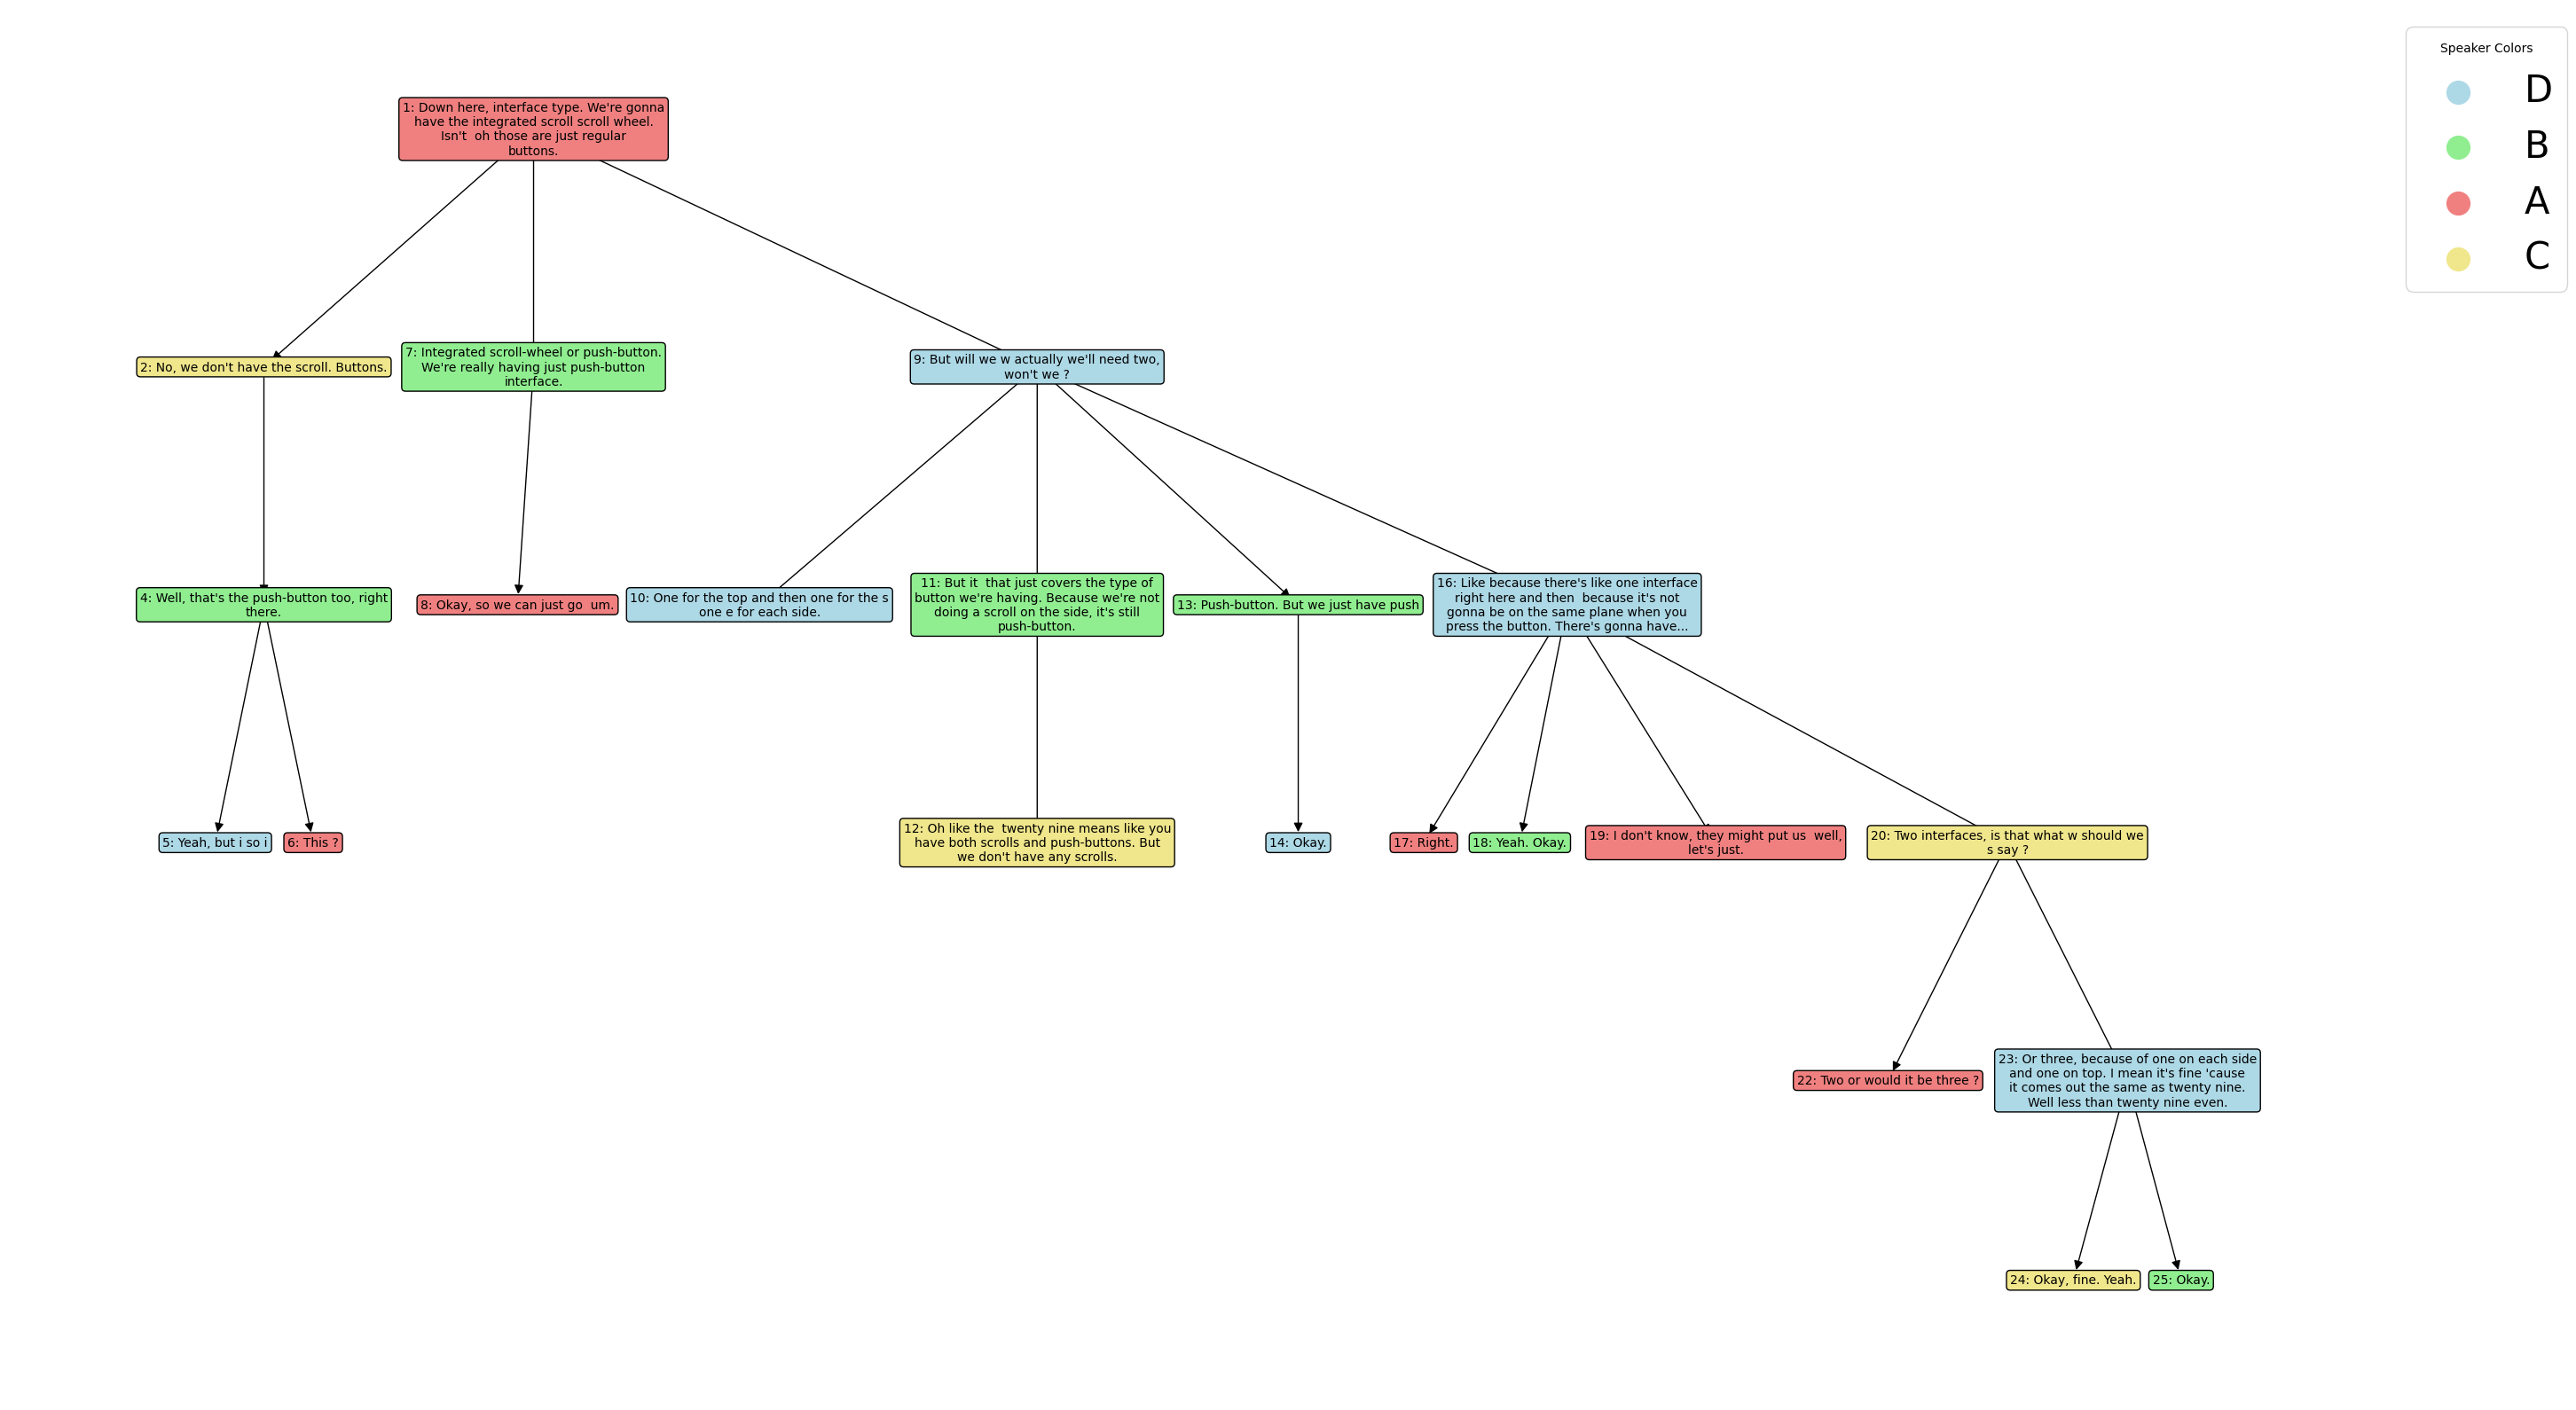 Speaker Colors
D
B
A
C
1: Down here, interface type. We're gonna
have the integrated scroll scroll wheel.
Isn't  oh those are just regular
buttons.
2: No, we don't have the scroll. Buttons.
7: Integrated scroll-wheel or push-button.
We're really having just push-button
interface.
9: But will we w actually we'll need two,
won't we ?
4: Well, that's the push-button too, right
there.
8: Okay, so we can just go  um.
10: One for the top and then one for the s
one e for each side.
11: But it  that just covers the type of
button we're having. Because we're not
doing a scroll on the side, it's still
push-button.
13: Push-button. But we just have push
16: Like because there's like one interface
right here and then  because it's not
gonna be on the same plane when you
press the button. There's gonna have...
5: Yeah, but i so i
6: This ?
12: Oh like the  twenty nine means like you
have both scrolls and push-buttons. But
we don't have any scrolls.
14: Okay.
17: Right.
18: Yeah. Okay.
19: I don't know, they might put us  well,
let's just.
20: Two interfaces, is that what w should we
s say ?
22: Two or would it be three ?
23: Or three, because of one on each side
and one on top. I mean it's fine 'cause
it comes out the same as twenty nine.
Well less than twenty nine even.
24: Okay, fine. Yeah.
25: Okay.